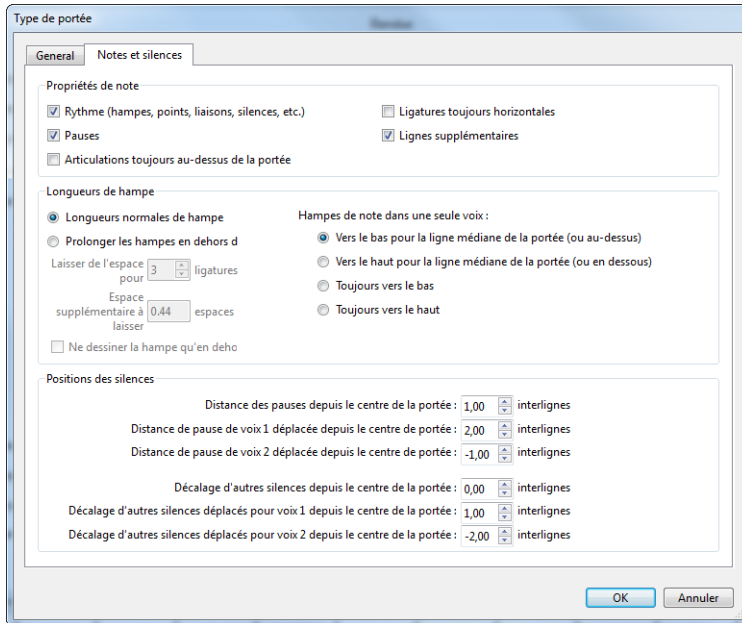 Type de portée
General
Notes et silences
Propriétés de note
Rythme (hampes, points, liaisons, silences, etc.)
Ligatures toujours horizontales
Pauses
Lignes supplémentaires
Articulations toujours au-dessus de la portée
Longueurs de hampe
Longueurs normales de hampe
Hampes de note dans une seule voix :
Prolonger les hampes en dehors d
Vers le bas pour la ligne médiane de la portée (ou au-dessus)
Laisser de l'espace
pour
3
ligatures
Vers le haut pour la ligne médiane de la portée (ou en dessous)
Toujours vers le bas
Espace
supplémentaire à
laisser
0.44
espaces
Toujours vers le haut
Ne dessiner la hampe qu'en deho
Positions des silences
Distance des pauses depuis le centre de la portée : 1,00 interlignes
Distance de pause de voix 1 déplacée depuis centre de portée : 2,00 interlignes
Distance de pause de voix 2 déplacée depuis centre de la portée : -1,00 interlignes
Décalage d'autres silences depuis le centre de la portée : 0,00 interlignes
Décalage d'autres silences déplacés pour voix 1 depuis le centre de la portée : 1,00 interlignes
Décalage d'autres silences déplacés pour voix 2 depuis le centre de la portée : -2,00 interlignes
OK
Annuler